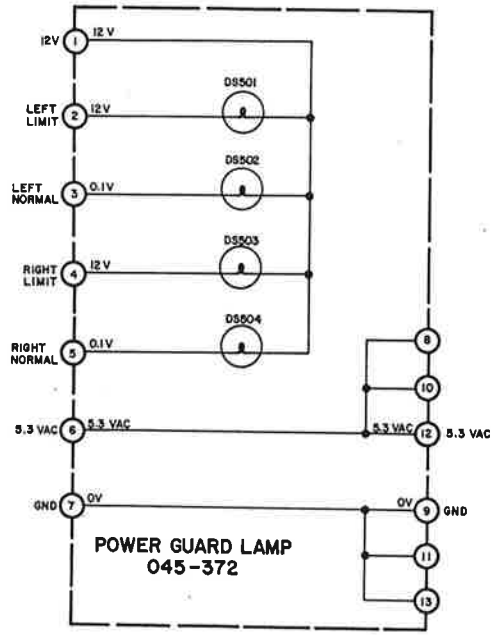 12V 1 12V
DS501
LEFT LIMIT 2 12V
DS502
LEFT NORMAL 3 0.1V
DS503
RIGHT LIMIT 4 12V
DS504
RIGHT NORMAL 5 0.1V
8
10
5.3 VAC 6 5.3 VAC
5.3 VAC 12 5.3 VAC
GND 7 0V
0V 9 GND
11
13
POWER GUARD LAMP
045-372